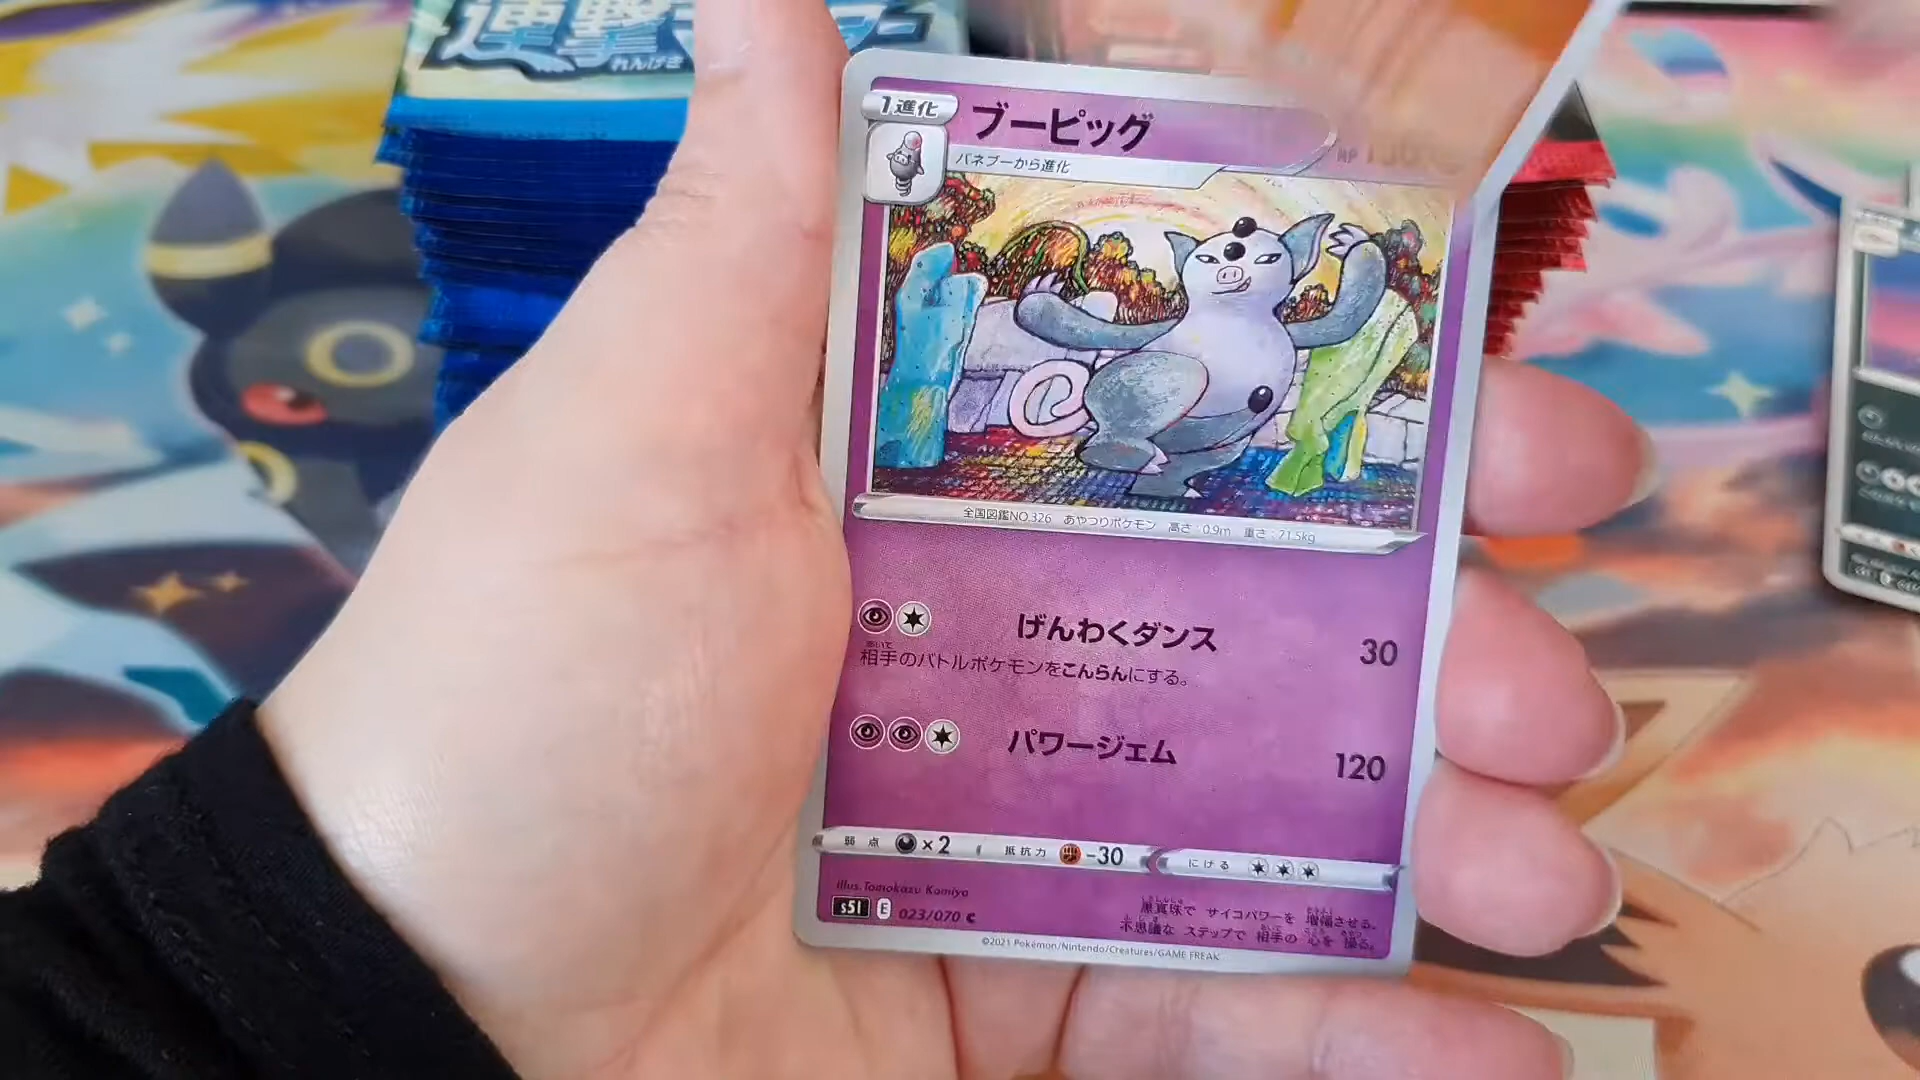 連撃マスター
れんげき
1進化
ブーピッグ
バネブーから進化
全国図鑑NO.326 あやつりポケモン 高さ:0.9m 重さ:71.5kg
げんわくダンス 30
相手のバトルポケモンをこんらんにする。
パワージェム 120
弱点 ×2 抵抗力 -30 にげる
illus. Tomokazu Komiya
s5I E 023/070 C
黒真珠で サイコパワーを 増幅させる。
不思議な ステップで 相手の 心を 操る。
©2021 Pokémon/Nintendo/Creatures/GAME FREAK